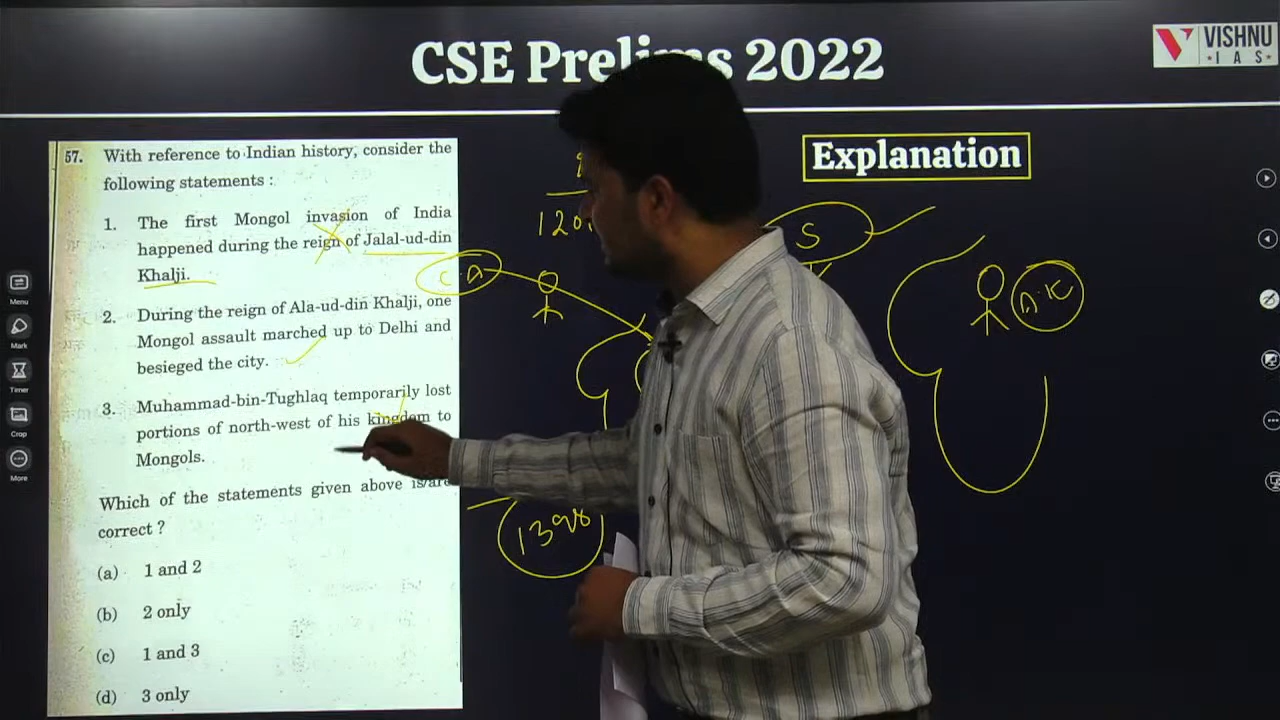 CSE Prelims 2022
VISHNU
IAS
Explanation
57. With reference to Indian history, consider the
following statements :
1. The first Mongol invasion of India
happened during the reign of Jalal-ud-din
Khalji.
2. During the reign of Ala-ud-din Khalji, one
Mongol assault marched up to Delhi and
besieged the city.
3. Muhammad-bin-Tughlaq temporarily lost
portions of north-west of his kingdom to
Mongols.
Which of the statements given above is/are
correct ?
(a) 1 and 2
(b) 2 only
(c) 1 and 3
(d) 3 only
120
S
A.K
1398
Menu
Mark
Timer
Crop
More